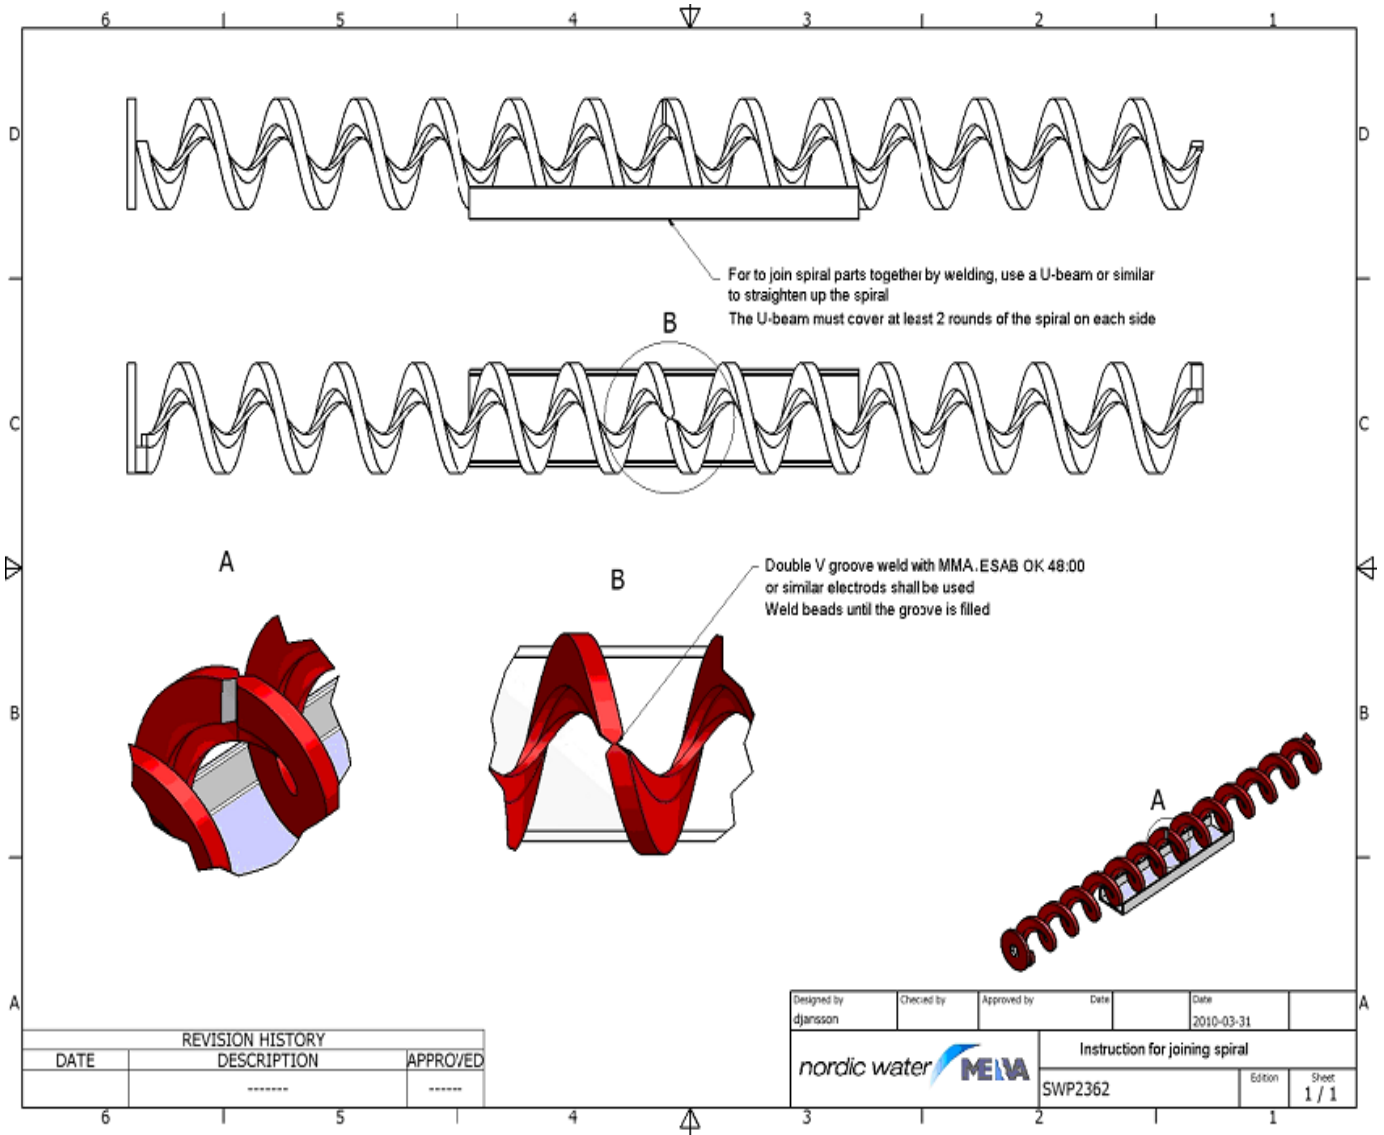 6 5 4 3 2 1
D D
For to join spiral parts together by welding, use a U-beam or similar
to straighten up the spiral
The U-beam must cover at least 2 rounds of the spiral on each side
B
C C
A
B
Double V groove weld with MMA. ESAB OK 48:00
or similar electrods shall be used
Weld beads until the groove is filled
B B
A
A A
REVISION HISTORY
DATE DESCRIPTION APPROVED
------- ------
Designed by Checked by Approved by Date Date
djansson 2010-03-31
nordic water MEVA
Instruction for joining spiral
SWP2362 Edition Sheet
1 / 1
6 5 4 3 2 1